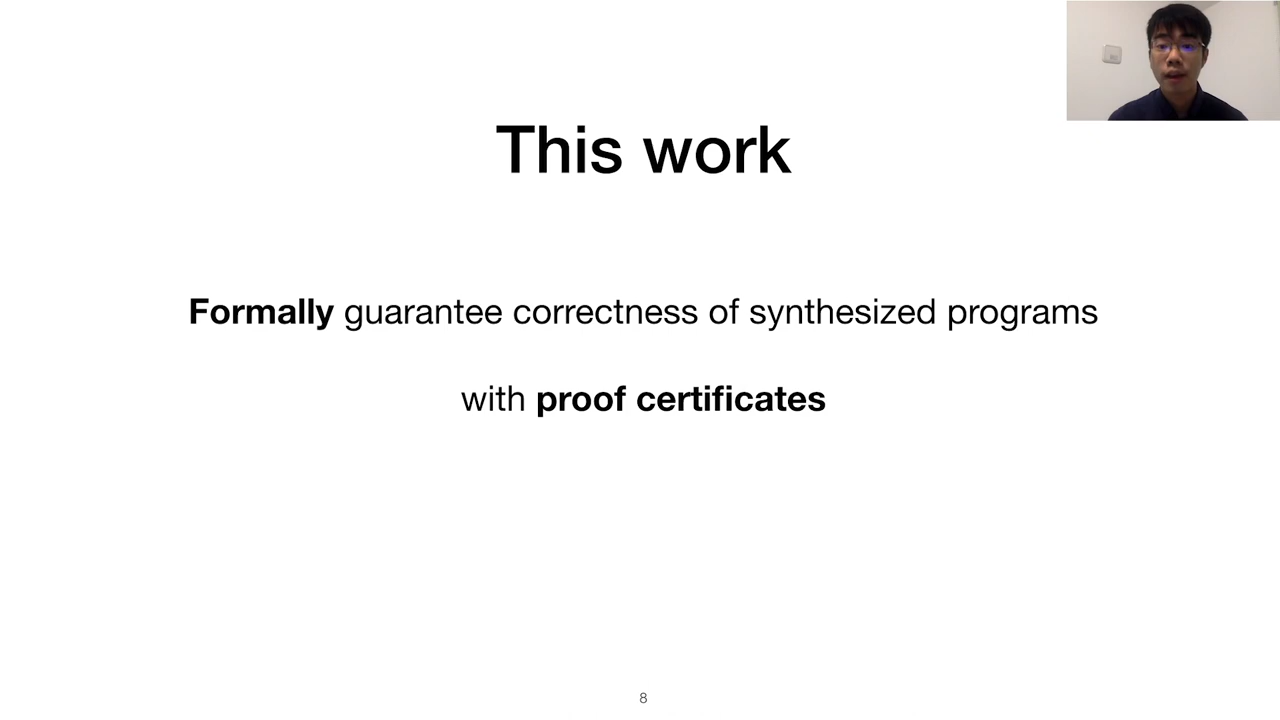 This work
Formally guarantee correctness of synthesized programs
with proof certificates
8